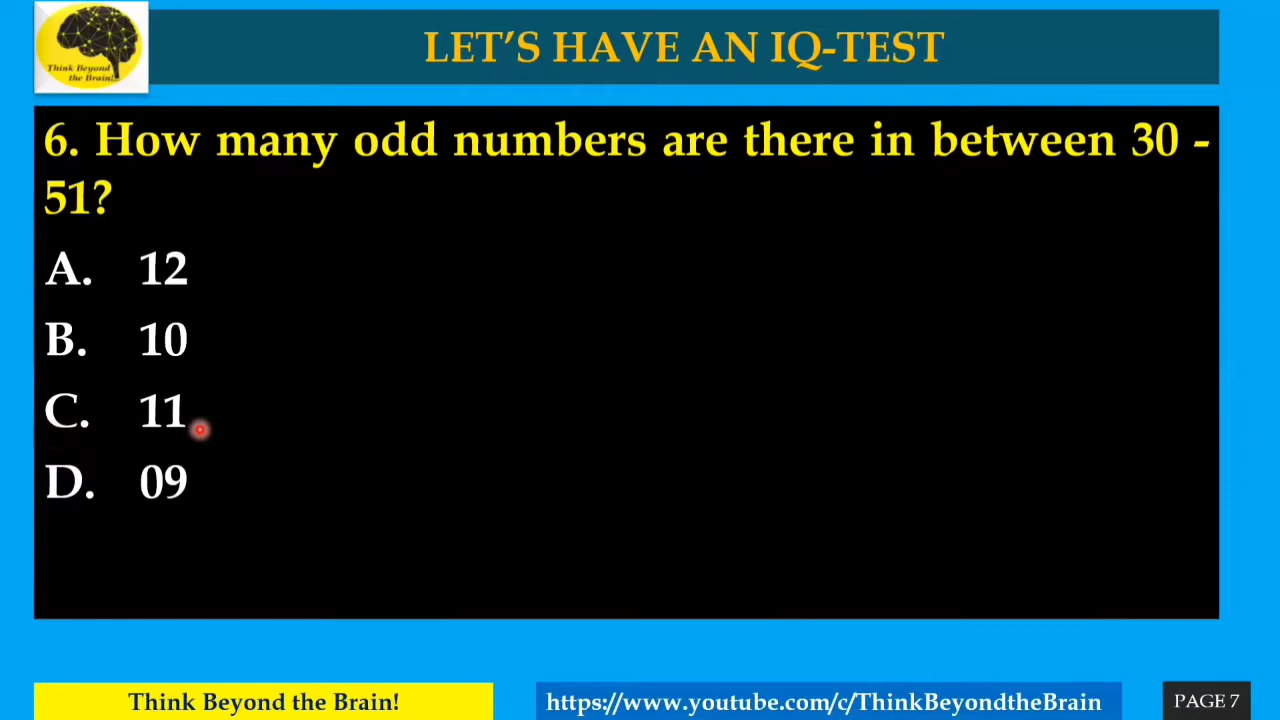 Think Beyond
the Brain!
LET'S HAVE AN IQ-TEST
6. How many odd numbers are there in between 30 -
51?
A. 12
B. 10
C. 11
D. 09
Think Beyond the Brain!
https://www.youtube.com/c/ThinkBeyondtheBrain
PAGE 7